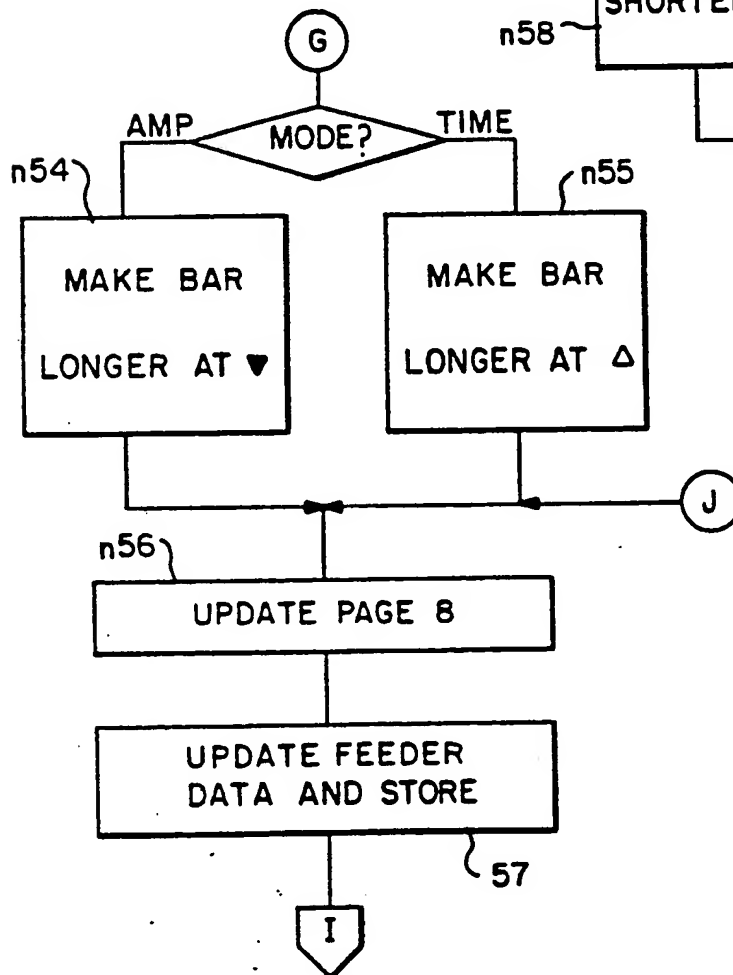 G
SHORTE
n58
AMP
MODE?
TIME
n54
n55
MAKE BAR
LONGER AT ▼
MAKE BAR
LONGER AT △
J
n56
UPDATE PAGE 8
UPDATE FEEDER
DATA AND STORE
57
I